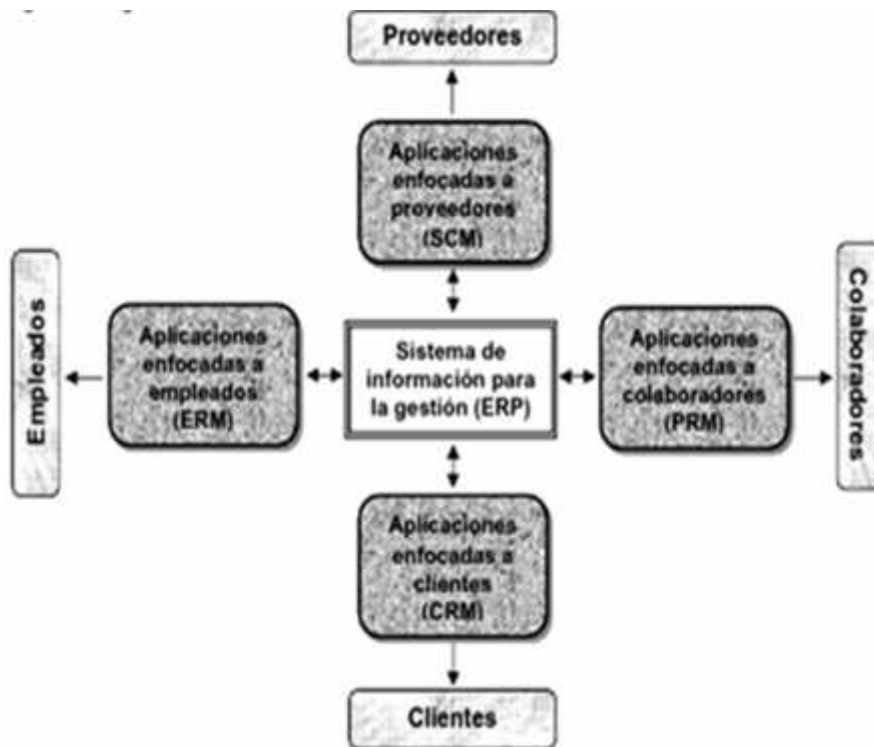 Proveedores
Aplicaciones
enfocadas a
proveedores
(SCM)
Empleados
Aplicaciones
enfocadas a
empleados
(ERM)
Sistema de
información para
la gestión (ERP)
Aplicaciones
enfocadas a
colaboradores
(PRM)
Colaboradores
Aplicaciones
enfocadas a
clientes
(CRM)
Clientes